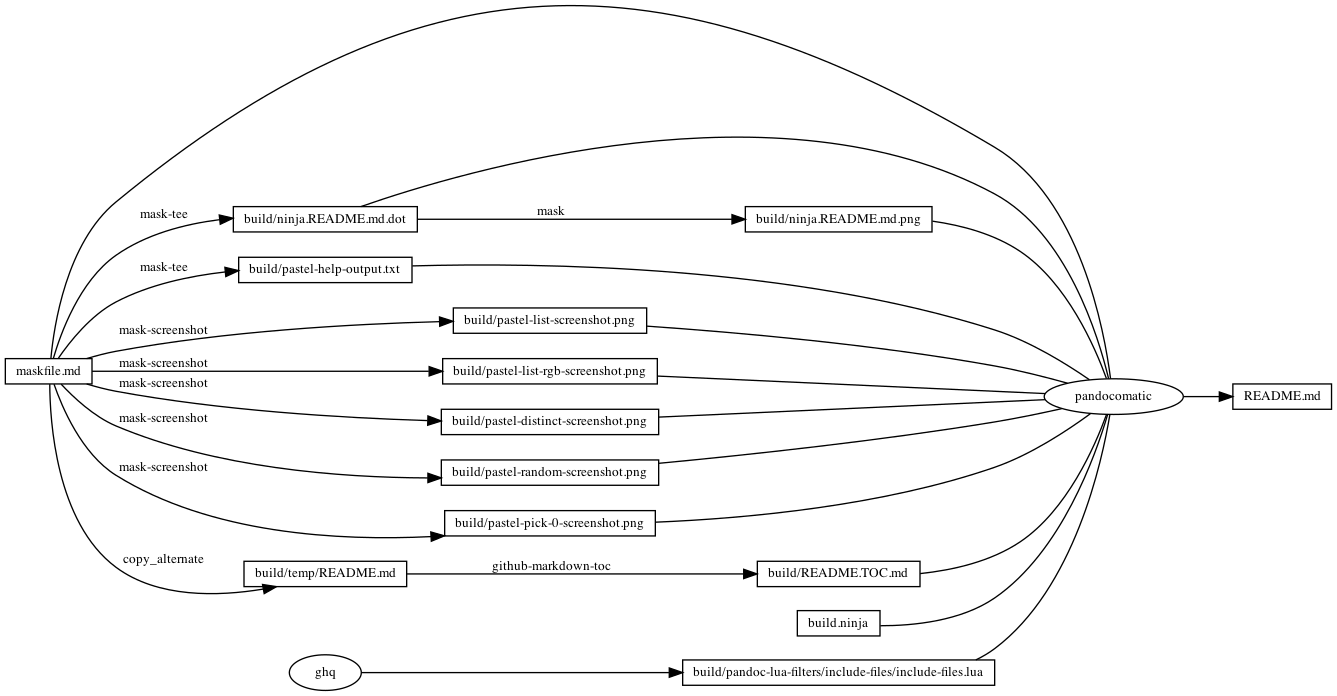 mask-tee
build/ninja.README.md.dot
mask
build/ninja.README.md.png
mask-tee
build/pastel-help-output.txt
mask-screenshot
build/pastel-list-screenshot.png
maskfile.md
mask-screenshot
build/pastel-list-rgb-screenshot.png
mask-screenshot
build/pastel-distinct-screenshot.png
pandocomatic
README.md
mask-screenshot
build/pastel-random-screenshot.png
mask-screenshot
build/pastel-pick-0-screenshot.png
copy_alternate
build/temp/README.md
github-markdown-toc
build/README.TOC.md
build.ninja
ghq
build/pandoc-lua-filters/include-files/include-files.lua